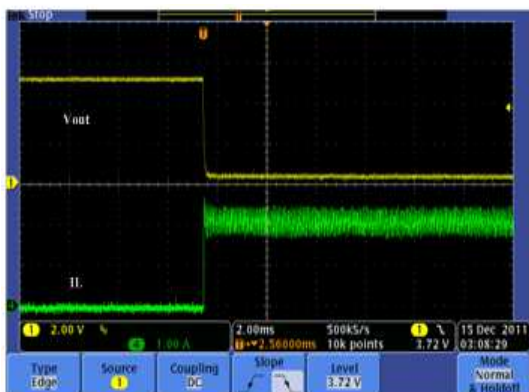 Stop
T
Vout
1
IL
4
1 2.00 V
4 1.00 A
2.00ms
500kS/s
1
T 2.56000ms
10k points
3.72 V
15 Dec 2011
03:08:29
Type
Edge
Source
1
Coupling
DC
Slope
Level
3.72 V
Mode
Normal
& Holdoff